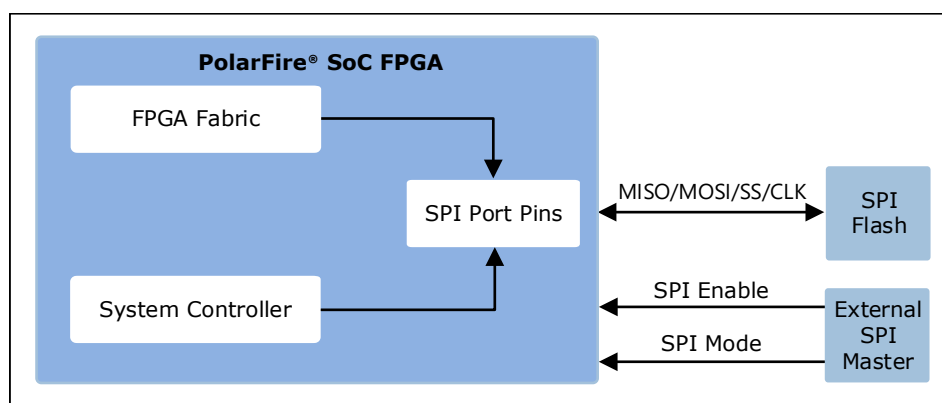 PolarFire® SoC FPGA
FPGA Fabric
SPI Port Pins
System Controller
MISO/MOSI/SS/CLK
SPI
Flash
SPI Enable
SPI Mode
External
SPI
Master